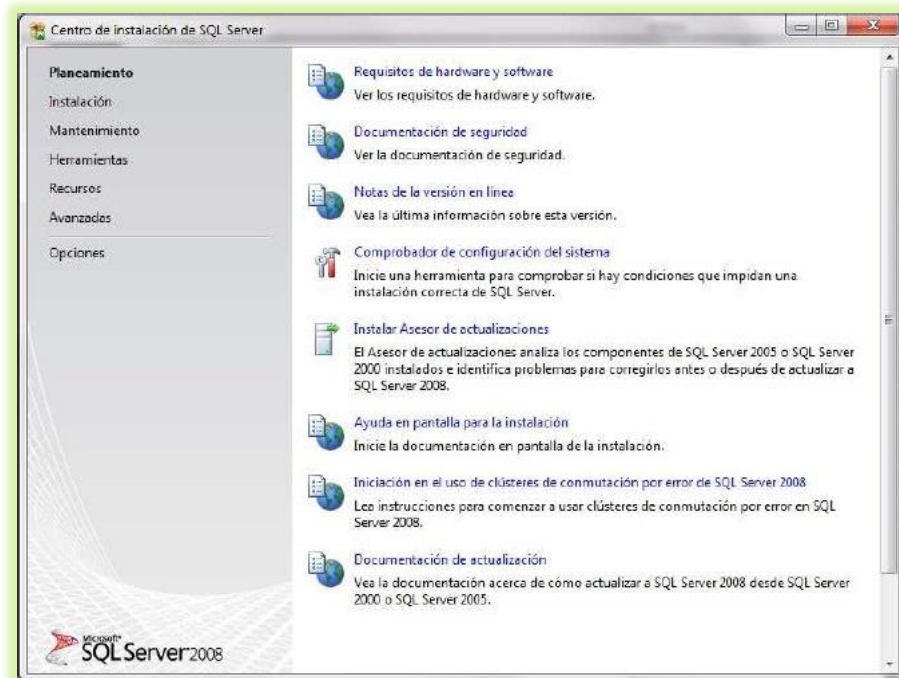 Centro de instalación de SQL Server
Planeamiento
Instalación
Mantenimiento
Herramientas
Recursos
Avanzadas
Opciones
Requisitos de hardware y software
Ver los requisitos de hardware y software.
Documentación de seguridad
Ver la documentación de seguridad.
Notas de la versión en línea
Vea la última información sobre esta versión.
Comprobador de configuración del sistema
Inicie una herramienta para comprobar si hay condiciones que impidan una
instalación correcta de SQL Server.
Instalar Asesor de actualizaciones
El Asesor de actualizaciones analiza los componentes de SQL Server 2005 o SQL Server
2000 instalados e identifica problemas para corregirlos antes o después de actualizar a
SQL Server 2008.
Ayuda en pantalla para la instalación
Inicie la documentación en pantalla de la instalación.
Iniciación en el uso de clústeres de conmutación por error de SQL Server 2008
Lea instrucciones para comenzar a usar clústeres de conmutación por error en SQL
Server 2008.
Documentación de actualización
Vea la documentación acerca de cómo actualizar a SQL Server 2008 desde SQL Server
2000 o SQL Server 2005.
Microsoft
SQL Server 2008